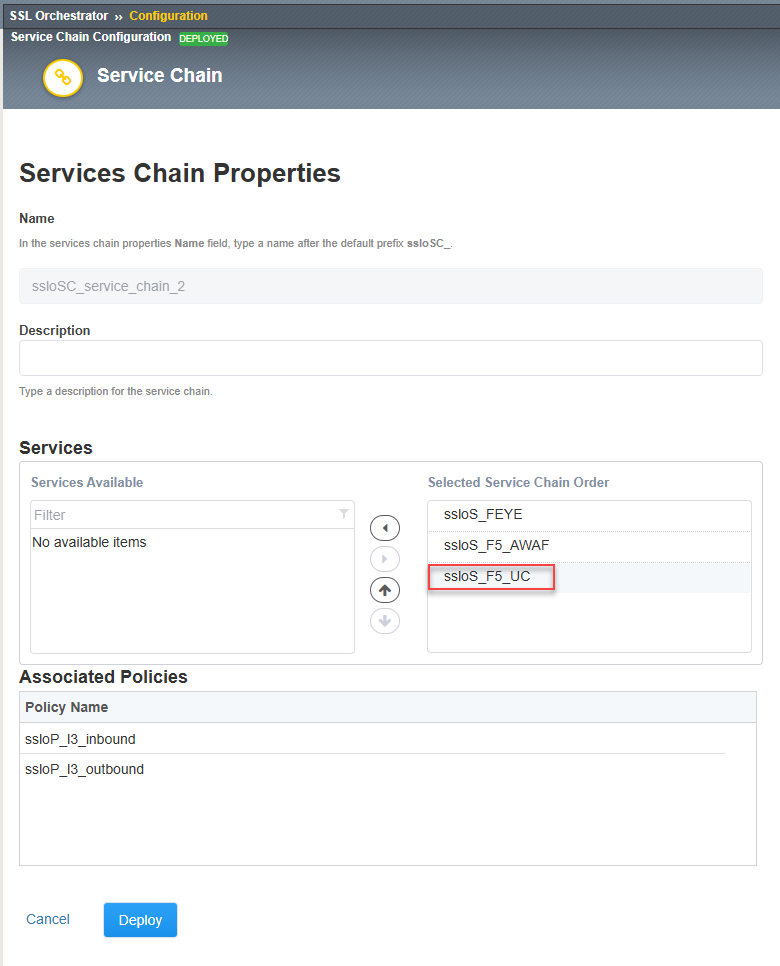 SSL Orchestrator ›› Configuration
Service Chain Configuration DEPLOYED
Service Chain
Services Chain Properties
Name
In the services chain properties Name field, type a name after the default prefix ssloSC_.
ssloSC_service_chain_2
Description
Type a description for the service chain.
Services
Services Available
Selected Service Chain Order
Filter
No available items
ssloS_FEYE
ssloS_F5_AWAF
ssloS_F5_UC
Associated Policies
Policy Name
ssloP_l3_inbound
ssloP_l3_outbound
Cancel
Deploy